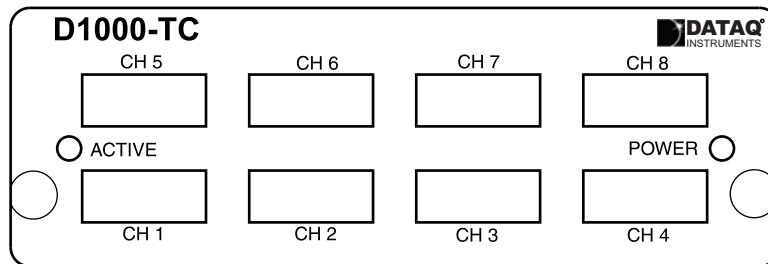 D1000-TC
DATAQ
INSTRUMENTS
CH 5 CH 6 CH 7 CH 8
ACTIVE POWER
CH 1 CH 2 CH 3 CH 4